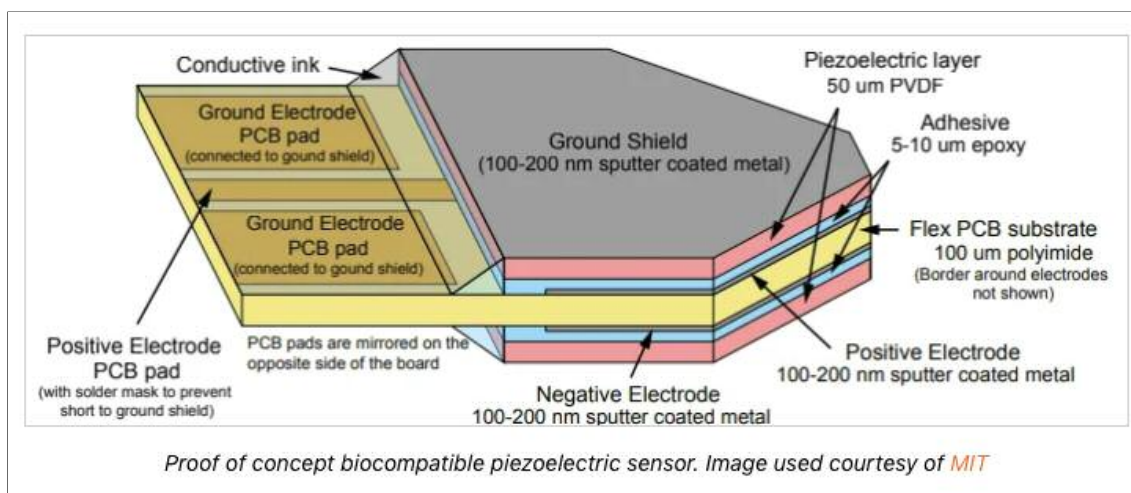 Conductive ink
Ground Electrode
PCB pad
(connected to gound shield)
Ground Electrode
PCB pad
(connected to gound shield)
Positive Electrode
PCB pad
(with solder mask to prevent
short to ground shield)
PCB pads are mirrored on the
opposite side of the board
Ground Shield
(100-200 nm sputter coated metal)
Piezoelectric layer
50 um PVDF
Adhesive
5-10 um epoxy
Flex PCB substrate
100 um polyimide
(Border around electrodes
not shown)
Positive Electrode
100-200 nm sputter coated metal
Negative Electrode
100-200 nm sputter coated metal
Proof of concept biocompatible piezoelectric sensor. Image used courtesy of MIT